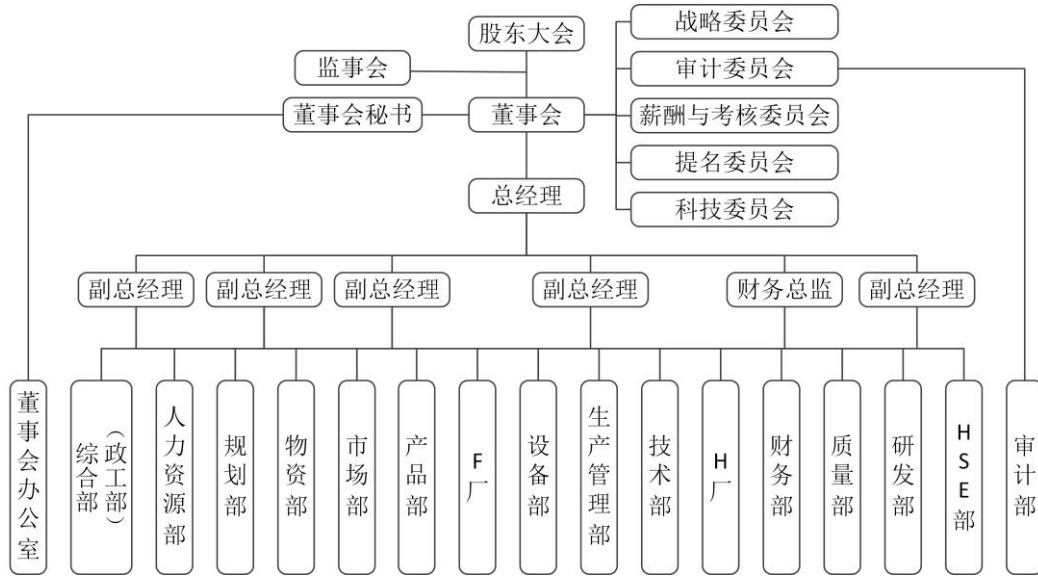 股东大会
监事会
董事会秘书
董事会
战略委员会
审计委员会
薪酬与考核委员会
提名委员会
科技委员会
总经理
副总经理
副总经理
副总经理
副总经理
财务总监
副总经理
董事会办公室
综合部
（政工部）
人力资源部
规划部
物资部
市场部
产品部
F厂
设备部
生产管理部
技术部
H厂
财务部
质量部
研发部
HSE部
审计部